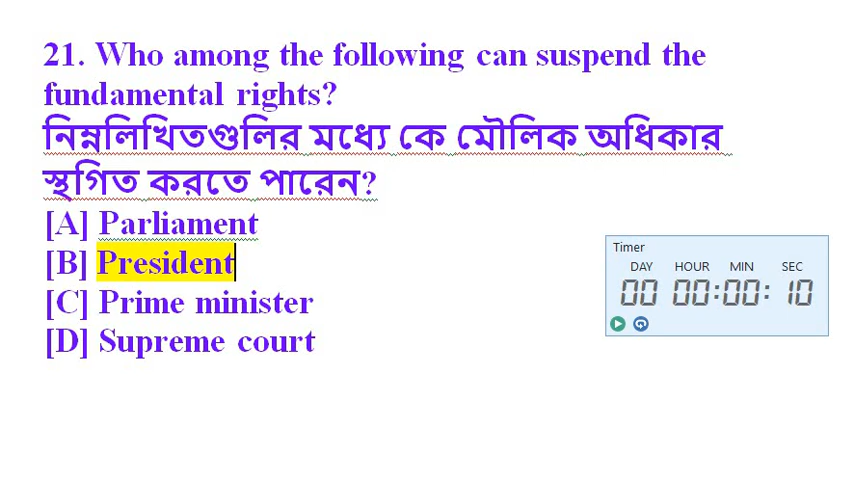 21. Who among the following can suspend the
fundamental rights?
নিম্নলিখিতগুলির মধ্যে কে মৌলিক অধিকার
স্থগিত করতে পারেন?
[A] Parliament
[B] President
[C] Prime minister
[D] Supreme court
Timer
DAY HOUR MIN SEC
00 00:00: 10